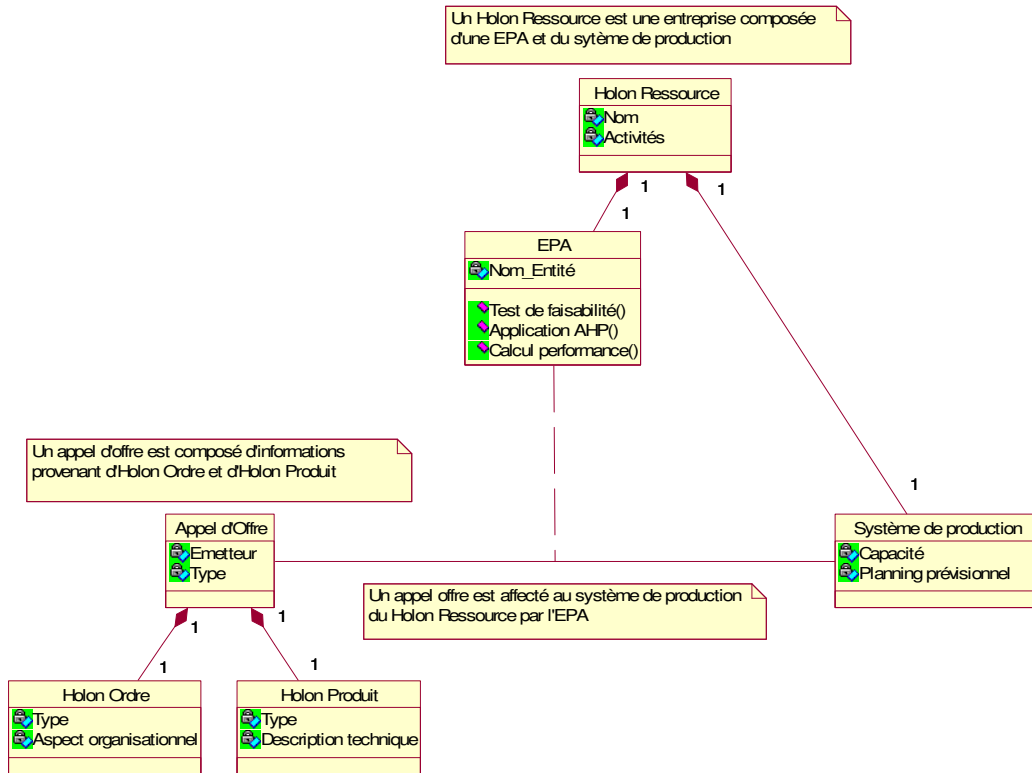 Un Holon Ressource est une entreprise composée
d'une EPA et du sytème de production
Holon Ressource
Nom
Activités
1
1
1
EPA
Nom_Entité
Test de faisabilité()
Application AHP()
Calcul performance()
Un appel d'offre est composé d'informations
provenant d'Holon Ordre et d'Holon Produit
1
Appel d'Offre
Emetteur
Type
Système de production
Capacité
Planning prévisionnel
Un appel offre est affecté au système de production
du Holon Ressource par l'EPA
1
1
1
1
Holon Ordre
Type
Aspect organisationnel
Holon Produit
Type
Description technique